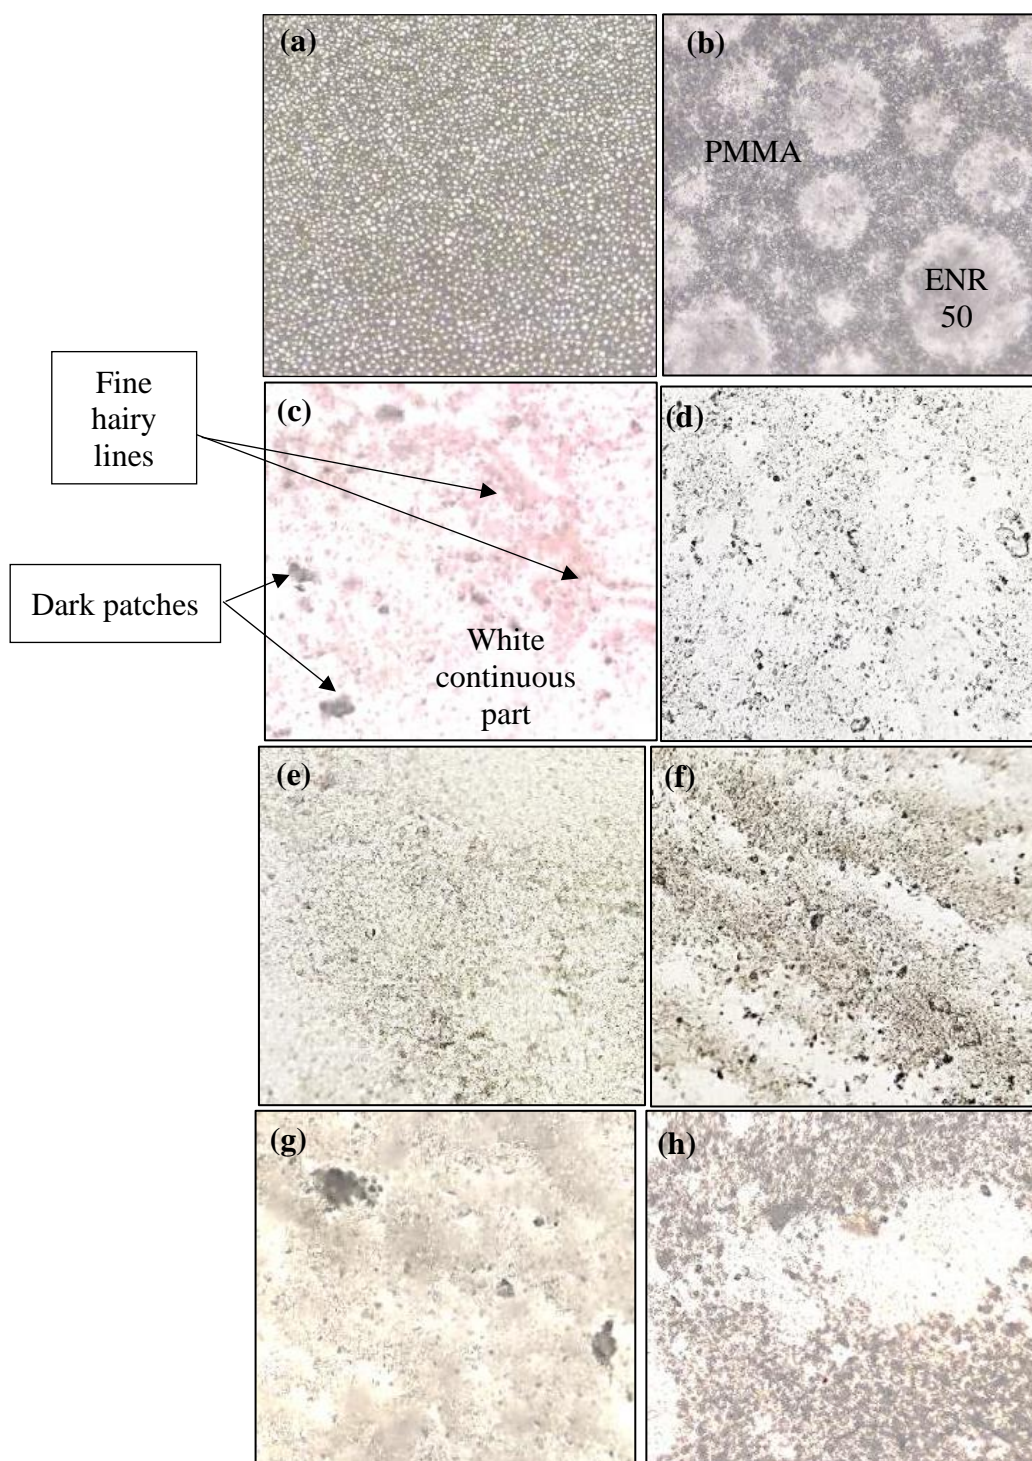 (a)
(b)
PMMA
ENR
50
Fine
hairy
lines
(c)
(d)
Dark patches
White
continuous
part
(e)
(f)
(g)
(h)